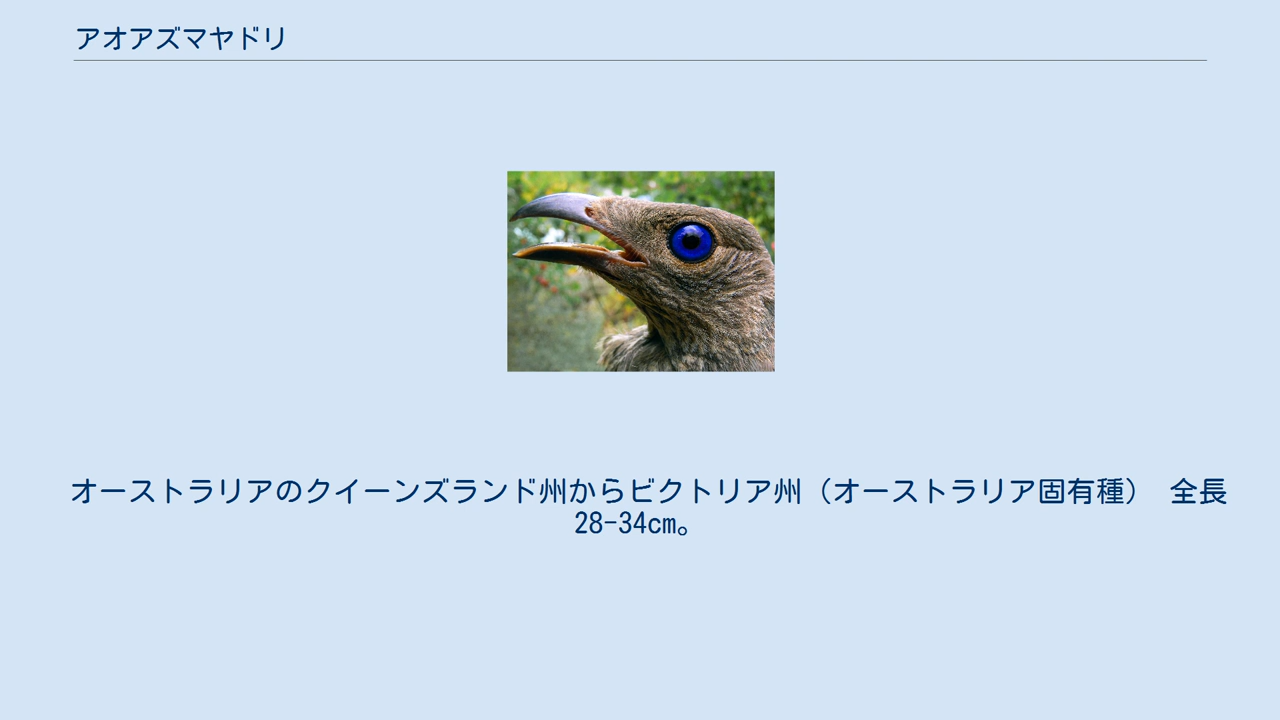 アオアズマヤドリ
オーストラリアのクイーンズランド州からビクトリア州（オーストラリア固有種） 全長
28-34cm。